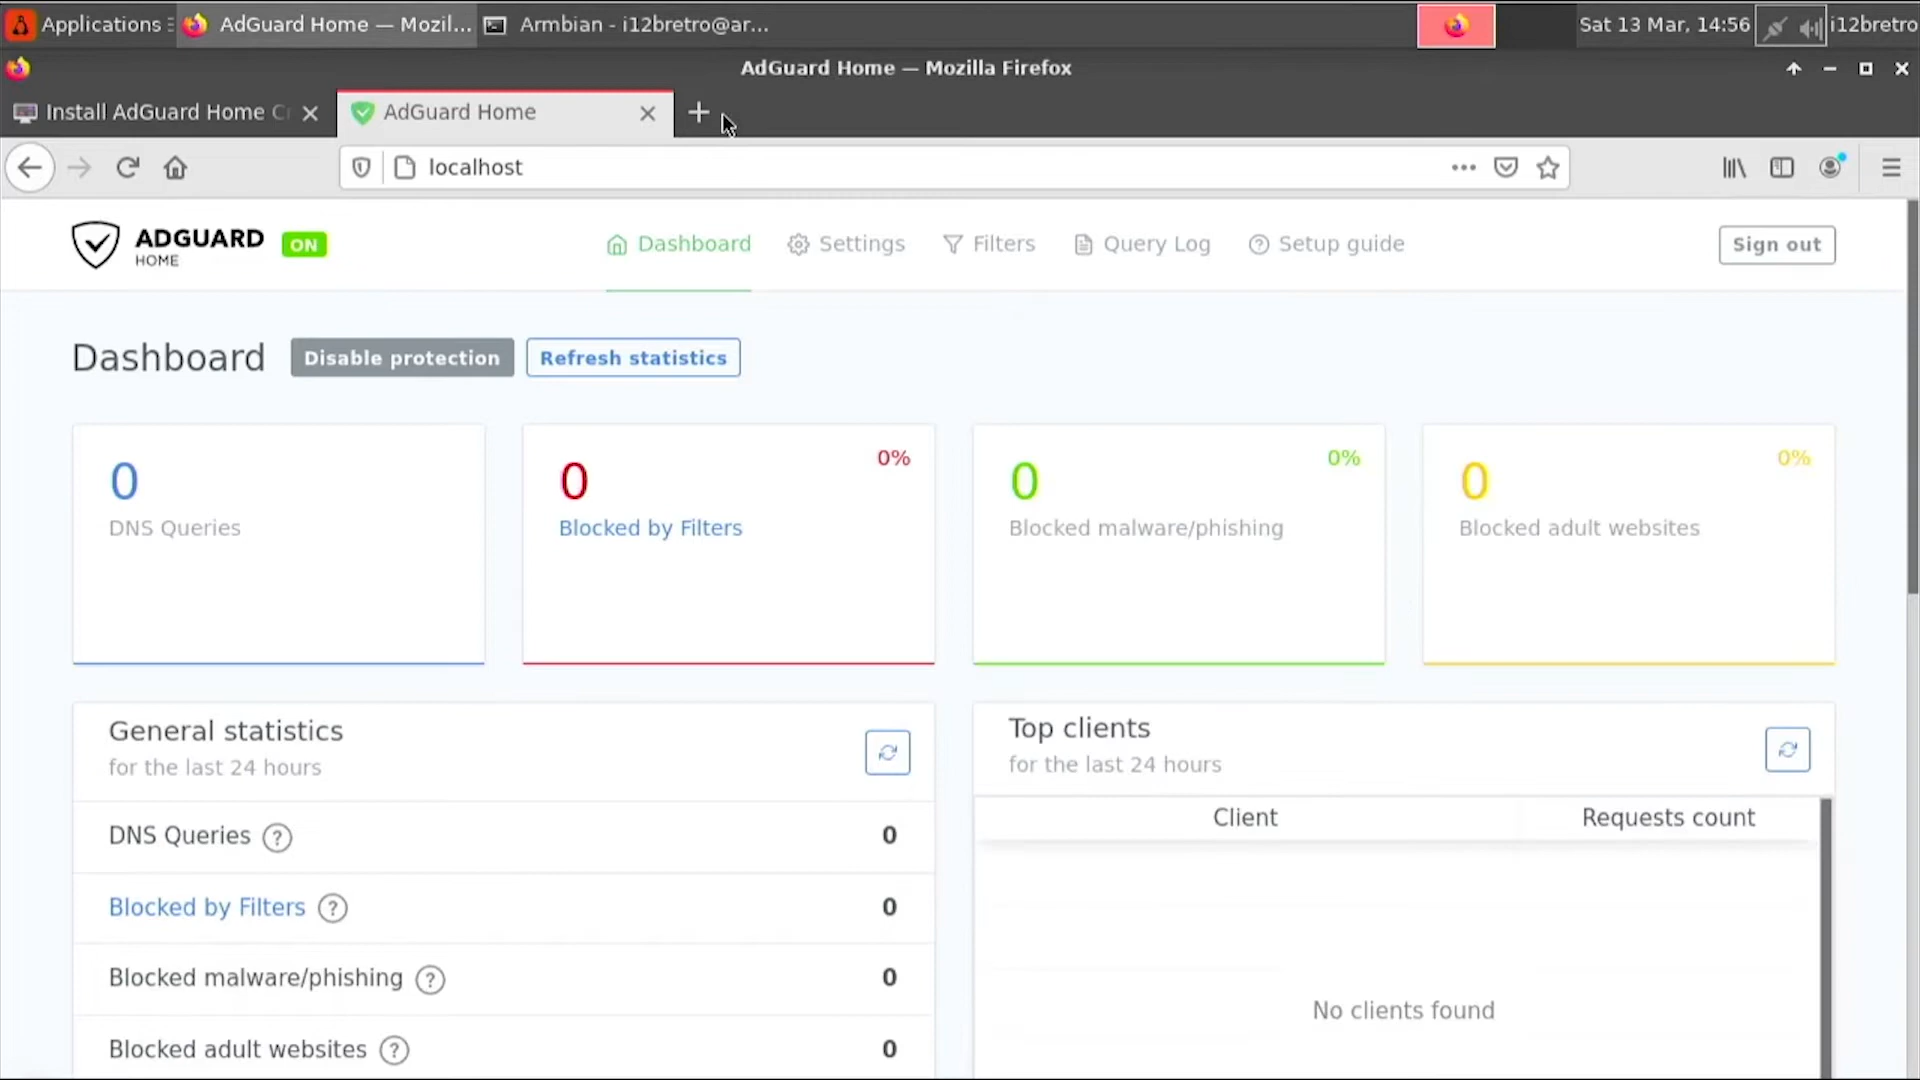 Applications
AdGuard Home — Mozil...
Armbian - i12bretro@ar...
Sat 13 Mar, 14:56
i12bretro
AdGuard Home — Mozilla Firefox
Install AdGuard Home
AdGuard Home
localhost
ADGUARD
HOME
ON
Dashboard
Settings
Filters
Query Log
Setup guide
Sign out
Dashboard
Disable protection
Refresh statistics
0
DNS Queries
0
0%
Blocked by Filters
0
0%
Blocked malware/phishing
0
0%
Blocked adult websites
General statistics
for the last 24 hours
DNS Queries ? 0
Blocked by Filters ? 0
Blocked malware/phishing ? 0
Blocked adult websites ? 0
Top clients
for the last 24 hours
Client
Requests count
No clients found